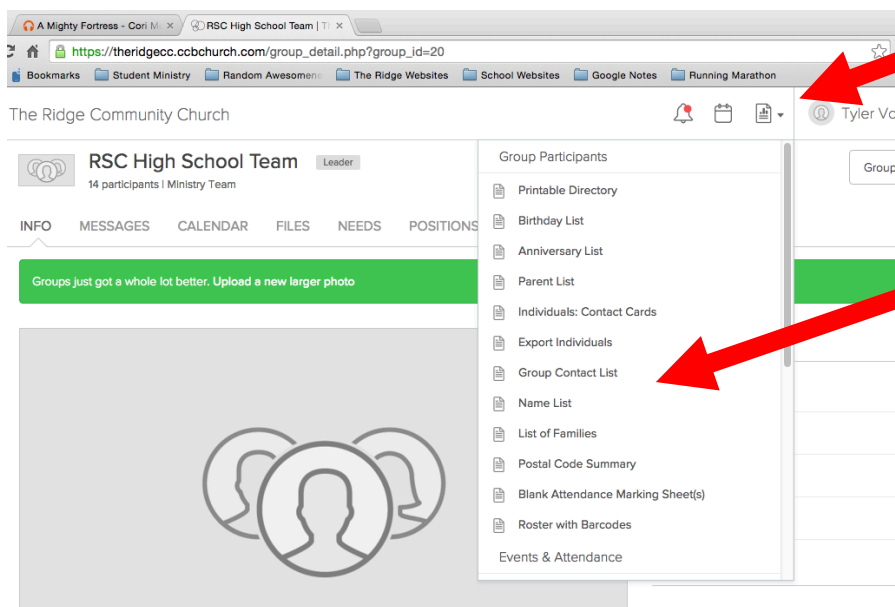 A Mighty Fortress - Cori M
RSC High School Team | T
https://theridgecc.ccbchurch.com/group_detail.php?group_id=20
Bookmarks Student Ministry Random Awesomen The Ridge Websites School Websites Google Notes Running Marathon
The Ridge Community Church
Tyler Vo
RSC High School Team Leader
14 participants | Ministry Team
Group
INFO MESSAGES CALENDAR FILES NEEDS POSITIONS
Groups just got a whole lot better. Upload a new larger photo
Group Participants
Printable Directory
Birthday List
Anniversary List
Parent List
Individuals: Contact Cards
Export Individuals
Group Contact List
Name List
List of Families
Postal Code Summary
Blank Attendance Marking Sheet(s)
Roster with Barcodes
Events & Attendance